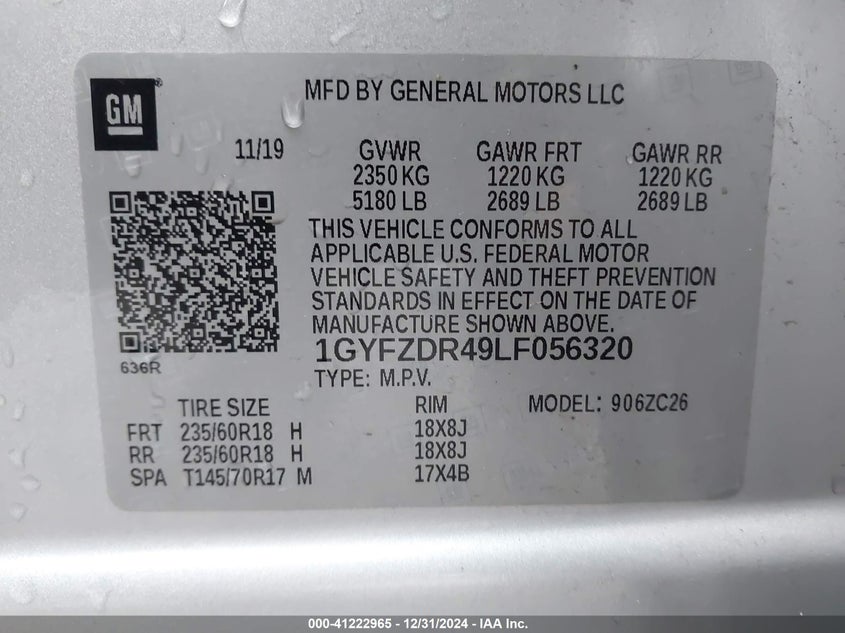 GM
MFD BY GENERAL MOTORS LLC
11/19 GVWR GAWR FRT GAWR RR
2350 KG 1220 KG 1220 KG
5180 LB 2689 LB 2689 LB
THIS VEHICLE CONFORMS TO ALL
APPLICABLE U.S. FEDERAL MOTOR
VEHICLE SAFETY AND THEFT PREVENTION
STANDARDS IN EFFECT ON THE DATE OF
MANUFACTURE SHOWN ABOVE.
1GYFZDR49LF056320
636R
TYPE: M.P.V.
TIRE SIZE RIM MODEL: 906ZC26
FRT 235/60R18 H 18X8J
RR 235/60R18 H 18X8J
SPA T145/70R17 M 17X4B
000-41222965 - 12/31/2024 - IAA Inc.